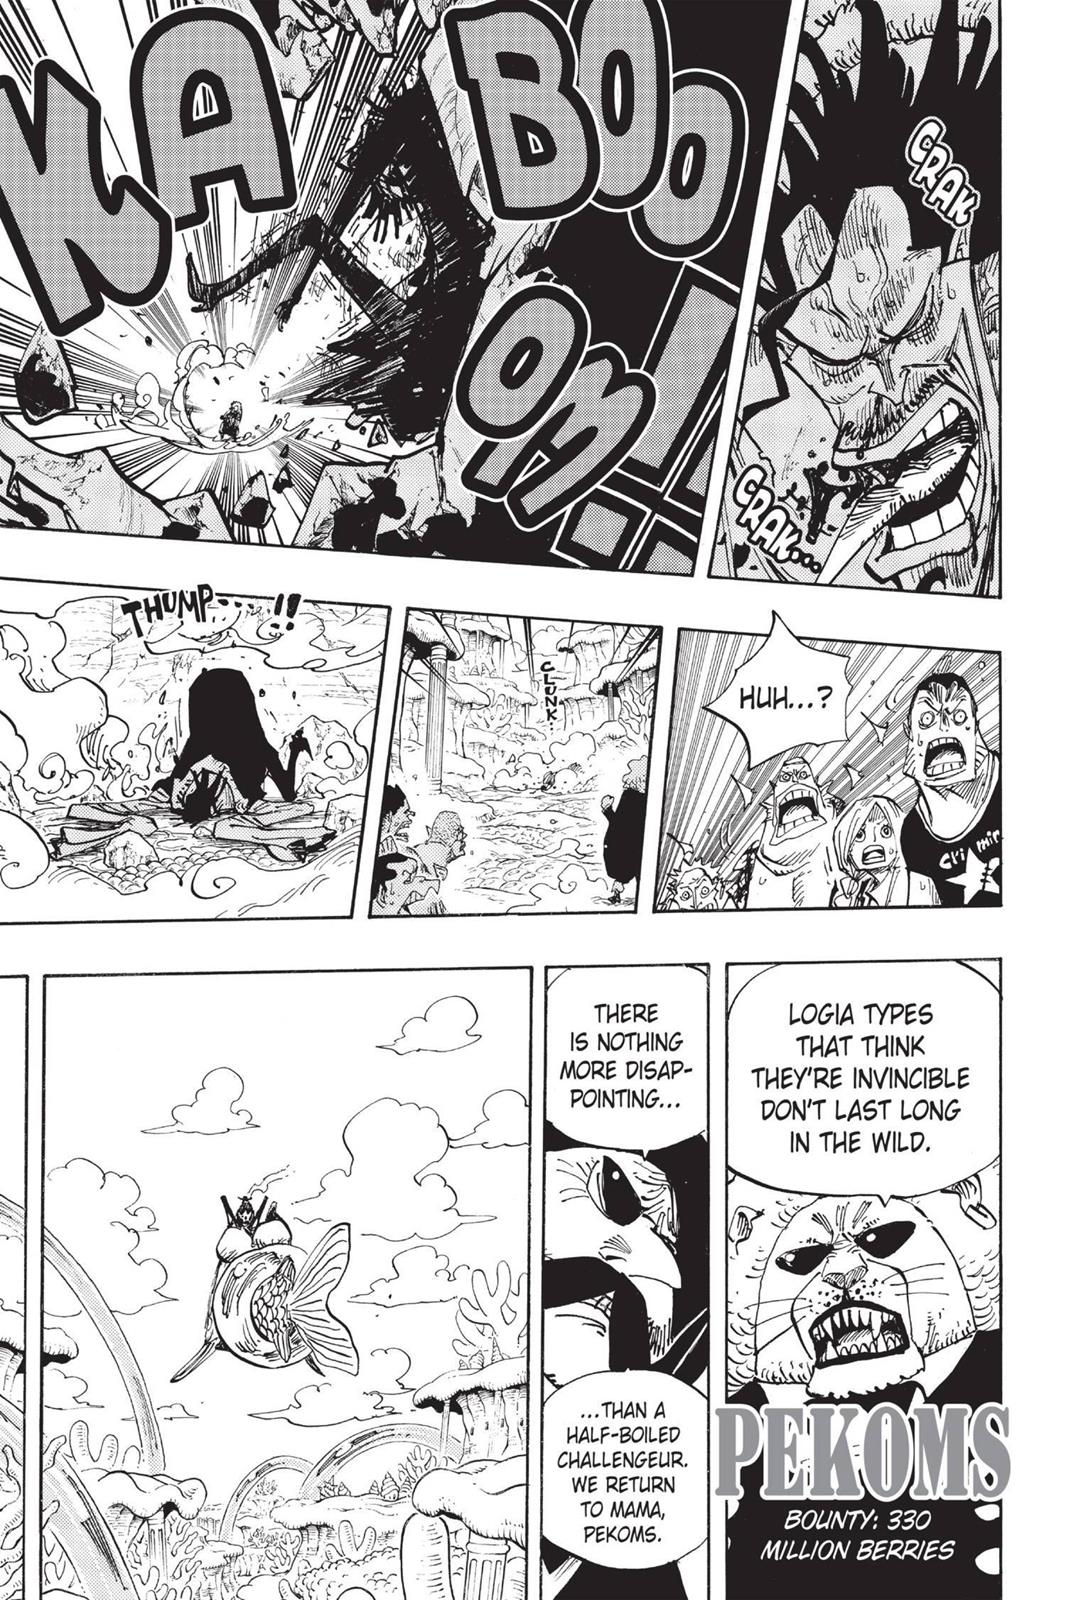 CRAK
CRAK...
KA
BOO
OM!!
HUH...?
CRIMIN
CLUNK.
THUMP....!!
LOGIA TYPES
THAT THINK
THEY'RE INVINCIBLE
DON'T LAST LONG
IN THE WILD.
PEKOMS
BOUNTY: 330
MILLION BERRIES
THERE
IS NOTHING
MORE DISAP-
POINTING...
...THAN A
HALF-BOILED
CHALLENGEUR.
WE RETURN
TO MAMA,
PEKOMS.